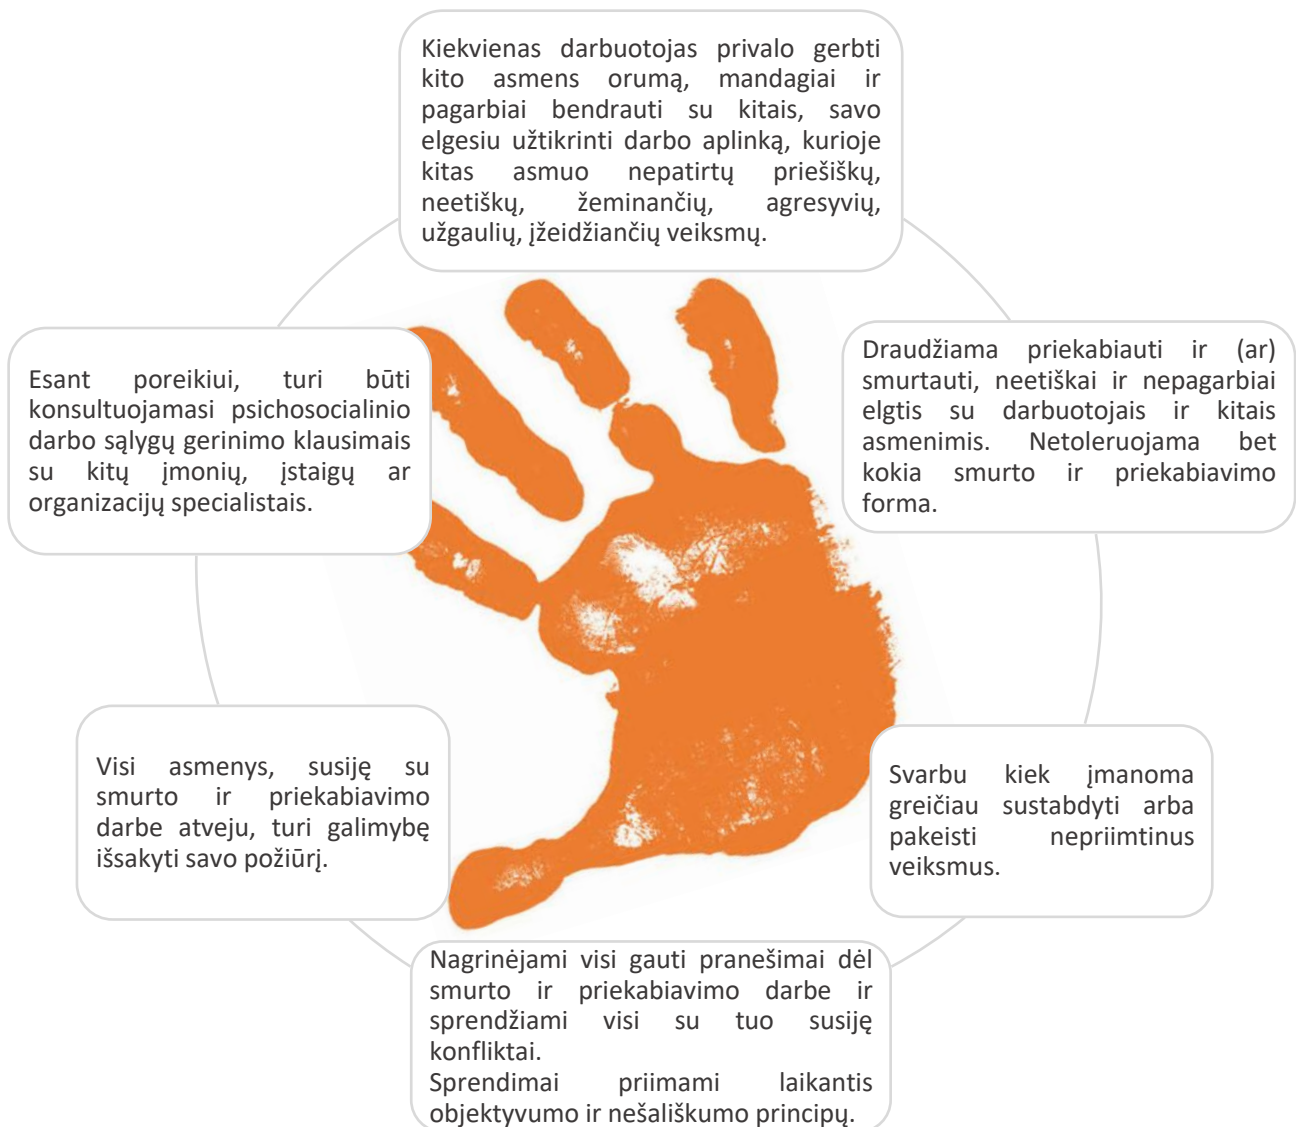 Kiekvienas darbuotojas privalo gerbti
kito asmens orumą, mandagiai ir
pagarbiai bendrauti su kitais, savo
elgesiu užtikrinti darbo aplinką, kurioje
kitas asmuo nepatirtų priešiškų,
neetiškų, žeminančių, agresyvių,
užgaulių, įžeidžiančių veiksmų.
Draudžiama priekabiauti ir (ar)
smurtauti, neetiškai ir nepagarbiai
elgtis su darbuotojais ir kitais
asmenimis. Netoleruojama bet
kokia smurto ir priekabiavimo
forma.
Svarbu kiek įmanoma
greičiau sustabdyti arba
pakeisti nepriimtinus
veiksmus.
Nagrinėjami visi gauti pranešimai dėl
smurto ir priekabiavimo darbe ir
sprendžiami visi su tuo susiję
konfliktai.
Sprendimai priimami laikantis
objektyvumo ir nešališkumo principų.
Visi asmenys, susiję su
smurto ir priekabiavimo
darbe atveju, turi galimybę
išsakyti savo požiūrį.
Esant poreikiui, turi būti
konsultuojamasi psichosocialinio
darbo sąlygų gerinimo klausimais
su kitų įmonių, įstaigų ar
organizacijų specialistais.